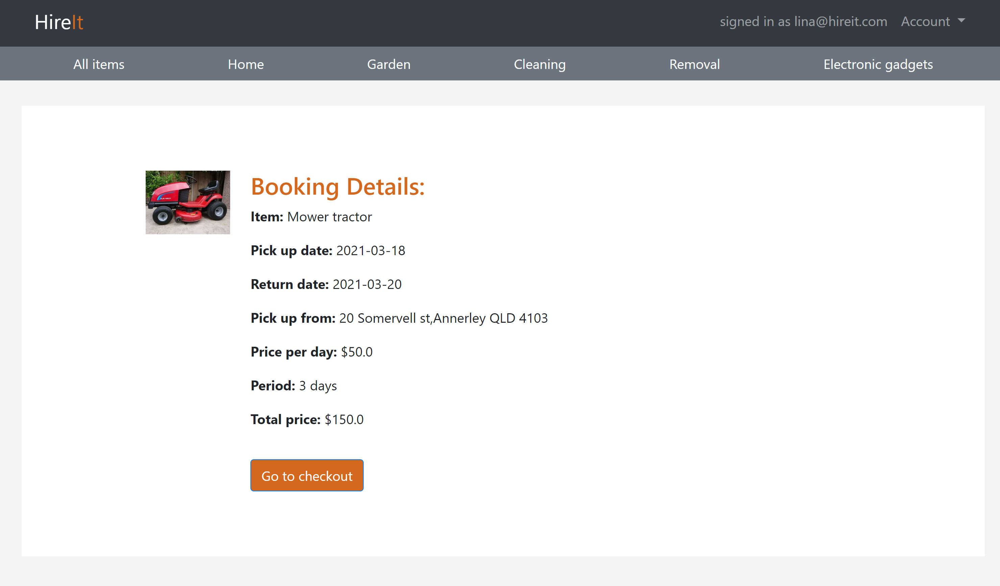 HireIt
signed in as lina@hireit.com Account
All items Home Garden Cleaning Removal Electronic gadgets
Booking Details:
Item: Mower tractor
Pick up date: 2021-03-18
Return date: 2021-03-20
Pick up from: 20 Somervell st,Annerley QLD 4103
Price per day: $50.0
Period: 3 days
Total price: $150.0
Go to checkout